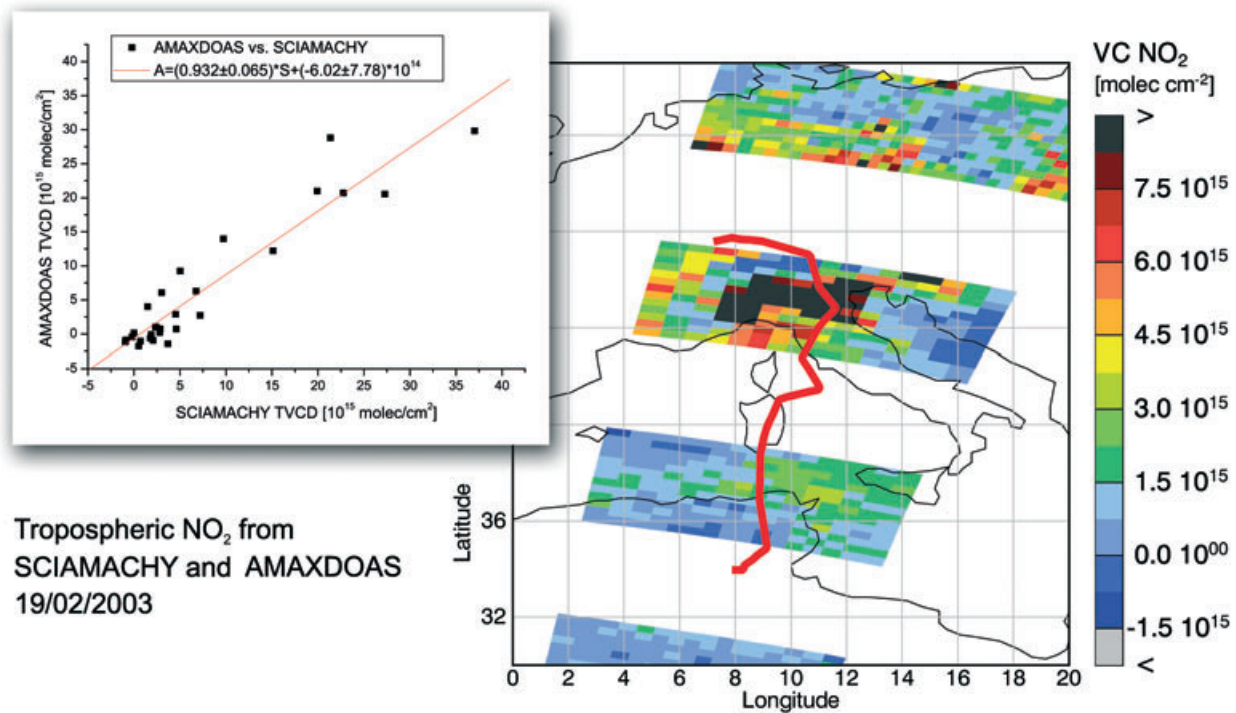 AMAXDOAS vs. SCIAMACHY
A=(0.932±0.065)*S+(-6.02±7.78)*10¹⁴
40
35
30
25
20
15
10
5
0
-5
AMAXDOAS TVCD [10¹⁵ molec/cm²]
-5 0 5 10 15 20 25 30 35 40
SCIAMACHY TVCD [10¹⁵ molec/cm²]
Tropospheric NO₂ from
SCIAMACHY and AMAXDOAS
19/02/2003
Latitude
36
32
0 2 4 6 8 10 12 14 16 18 20
Longitude
VC NO₂
[molec cm⁻²]
>
7.5 10¹⁵
6.0 10¹⁵
4.5 10¹⁵
3.0 10¹⁵
1.5 10¹⁵
0.0 10⁰⁰
-1.5 10¹⁵
<